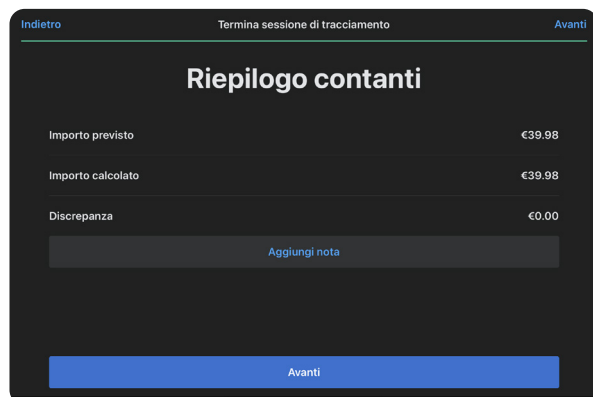 Indietro Termina sessione di tracciamento Avanti
Riepilogo contanti
Importo previsto €39.98
Importo calcolato €39.98
Discrepanza €0.00
Aggiungi nota
Avanti